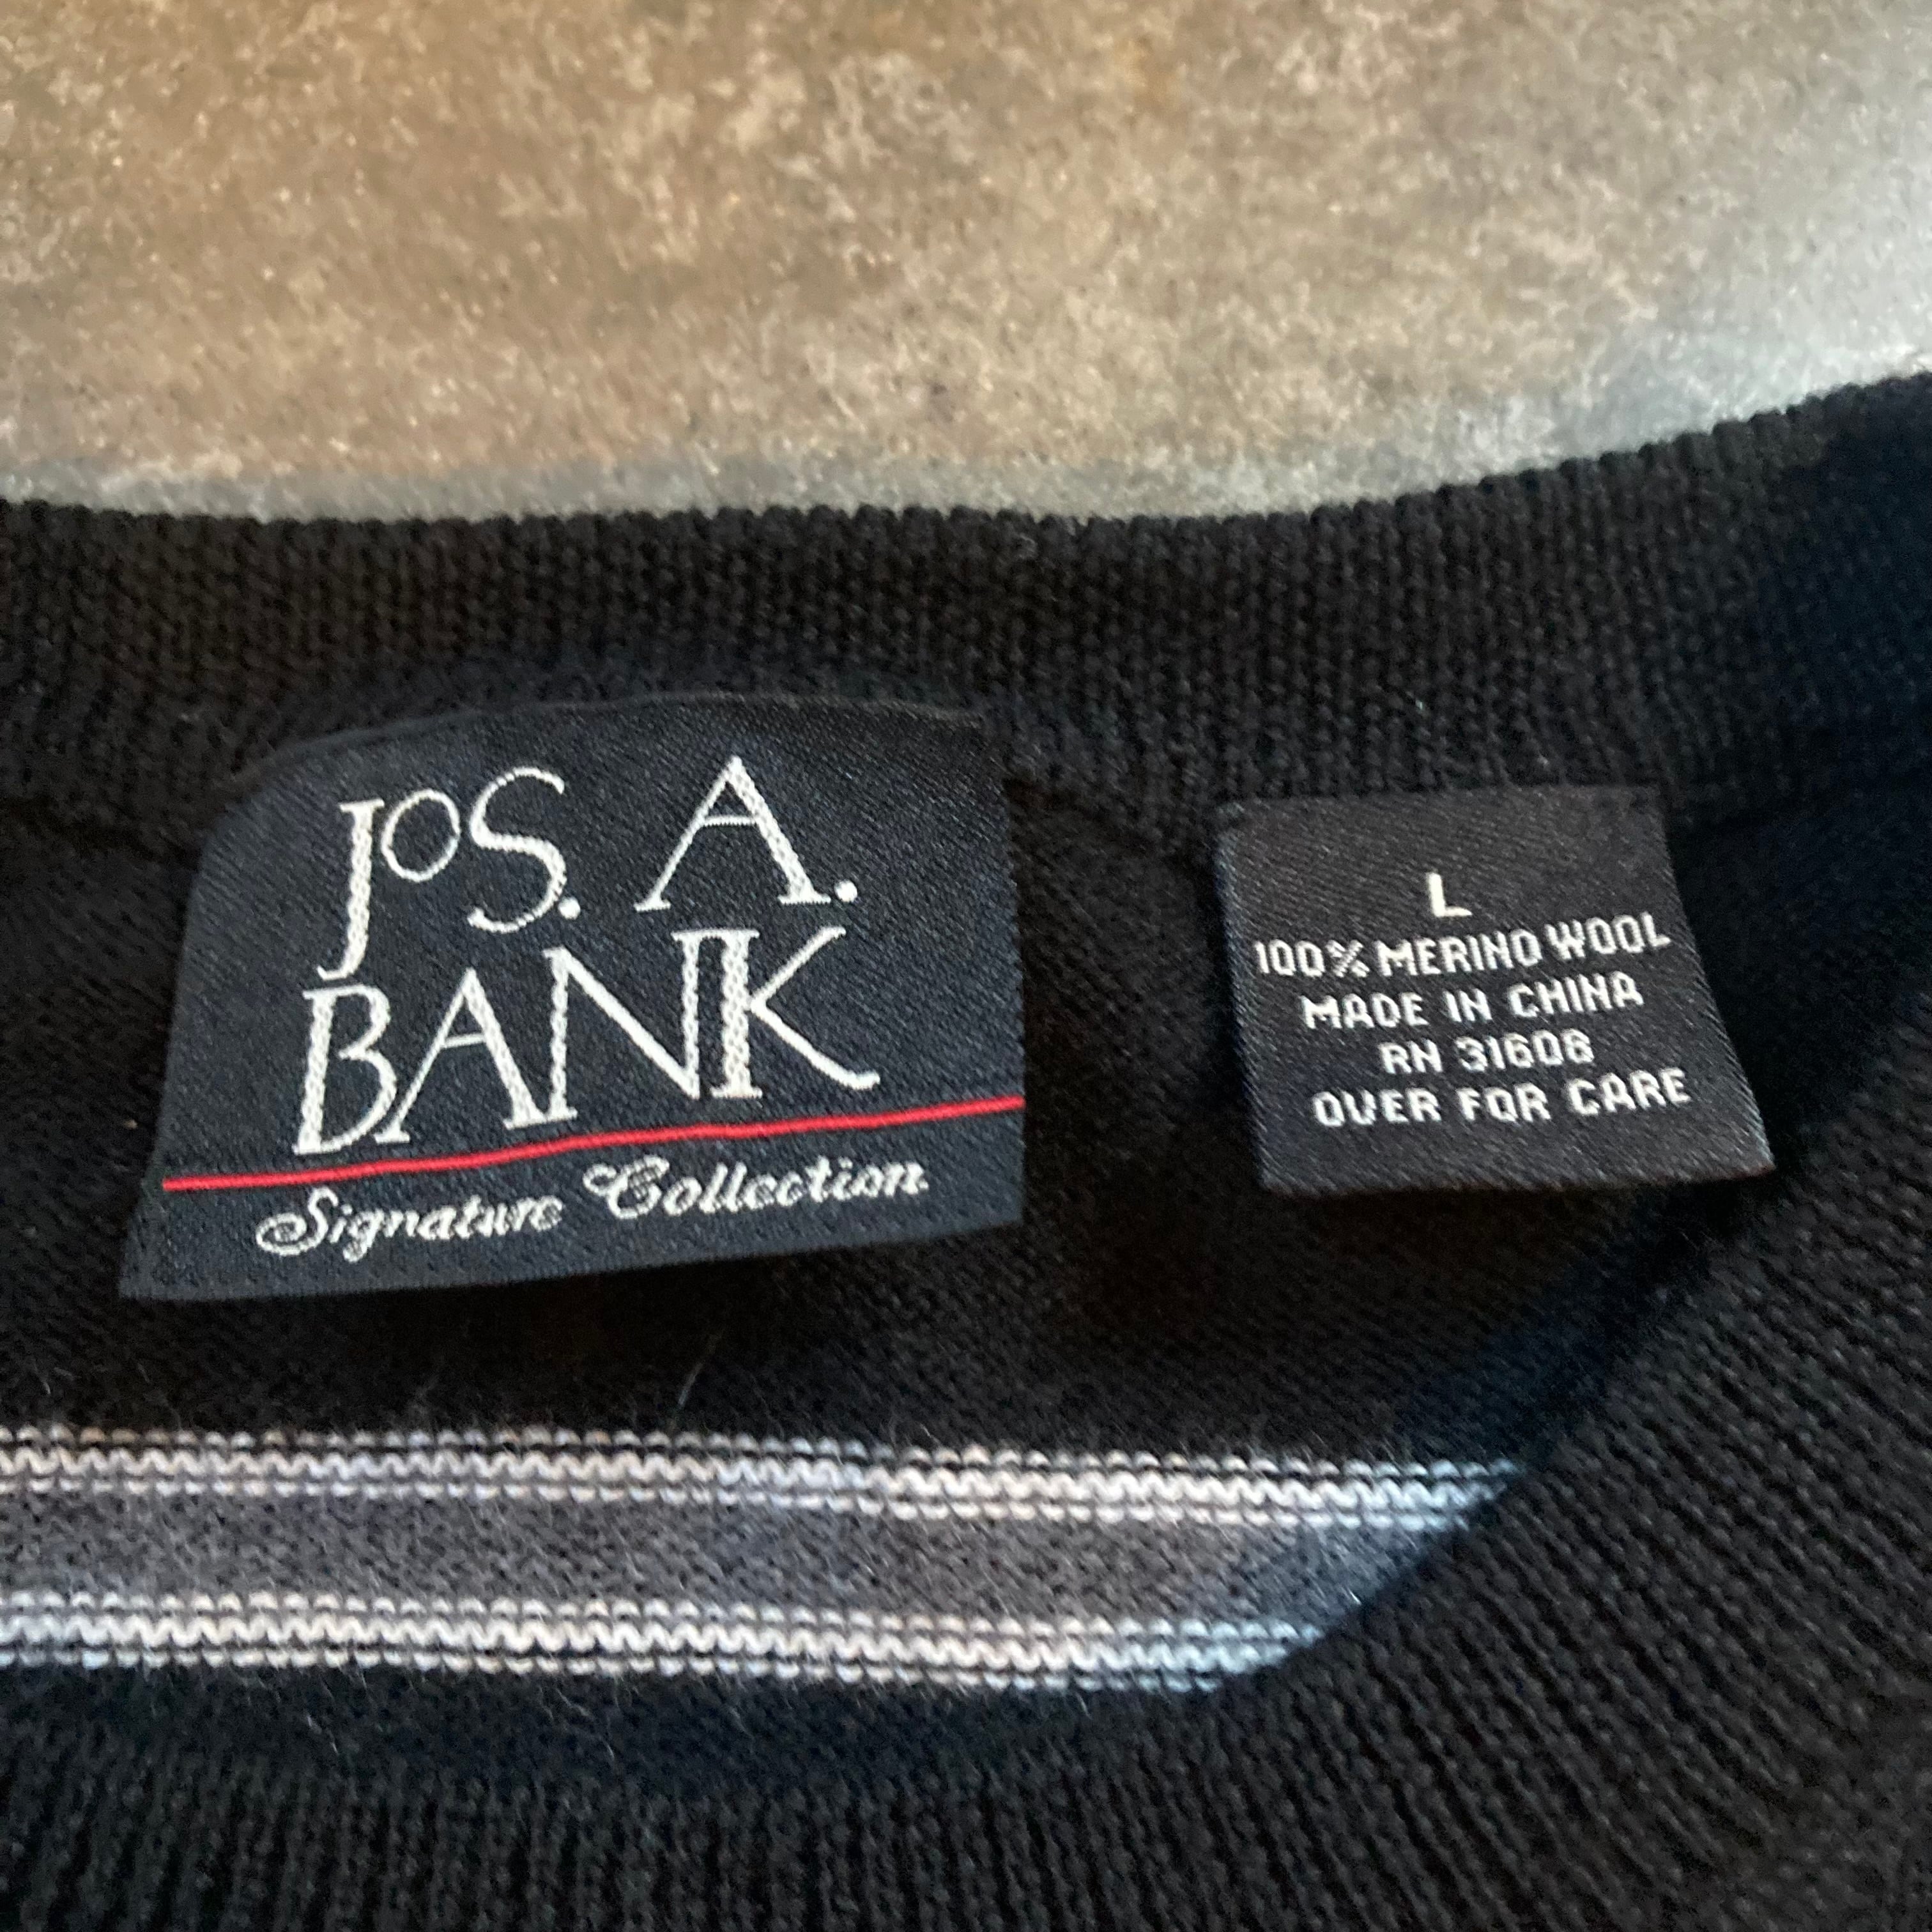 JoS. A.
BANK
Signature Collection
L
100% MERINO WOOL
MADE IN CHINA
RN 31608
OVER FOR CARE